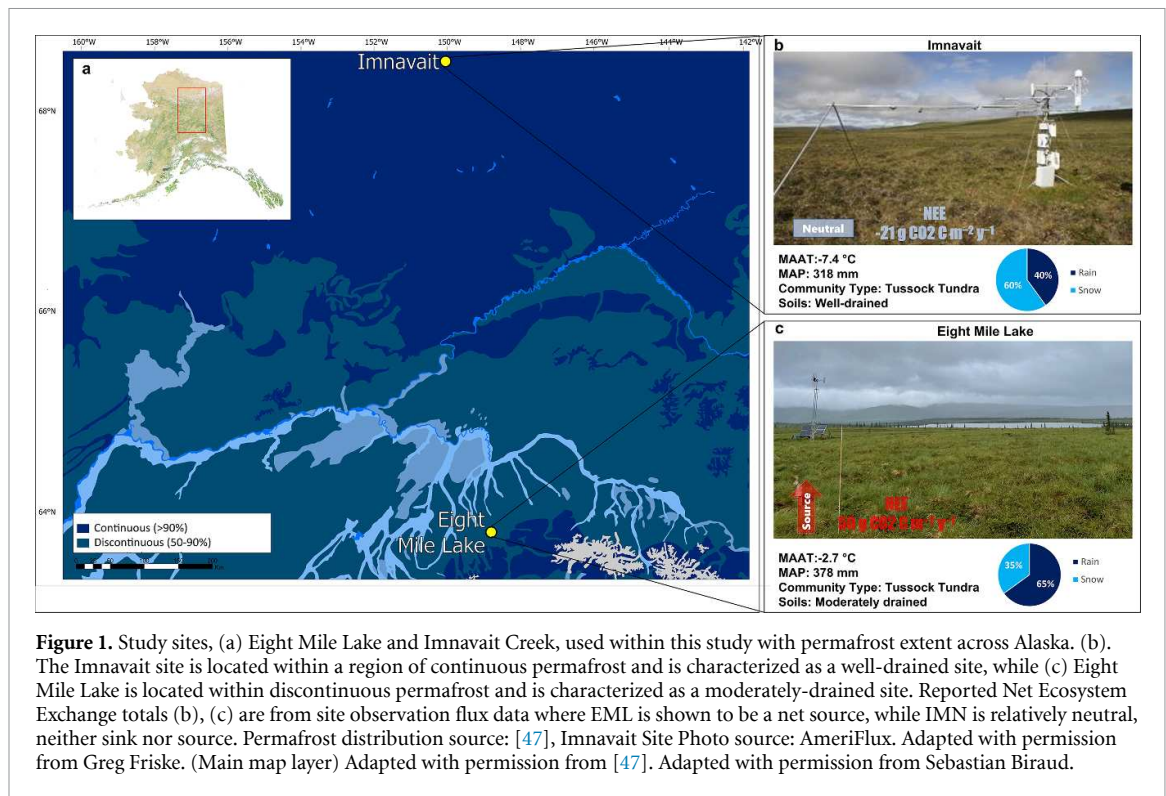 160°W 158°W 156°W 154°W 152°W 150°W 148°W 146°W 144°W 142°W
a
Imnavait
68°N
66°N
64°N
Eight
Mile Lake
Continuous (>90%)
Discontinuous (50-90%)
b
Imnavait
Neutral
NEE
-21 g CO2 C m⁻² y⁻¹
MAAT:-7.4 °C
MAP: 318 mm
Community Type: Tussock Tundra
Soils: Well-drained
60%
40%
Rain
Snow
c
Eight Mile Lake
Source
NEE
MAAT:-2.7 °C
MAP: 378 mm
Community Type: Tussock Tundra
Soils: Moderately drained
35%
65%
Rain
Snow
Figure 1. Study sites, (a) Eight Mile Lake and Imnavait Creek, used within this study with permafrost extent across Alaska. (b).
The Imnavait site is located within a region of continuous permafrost and is characterized as a well-drained site, while (c) Eight
Mile Lake is located within discontinuous permafrost and is characterized as a moderately-drained site. Reported Net Ecosystem
Exchange totals (b), (c) are from site observation flux data where EML is shown to be a net source, while IMN is relatively neutral,
neither sink nor source. Permafrost distribution source: [47], Imnavait Site Photo source: AmeriFlux. Adapted with permission
from Greg Friske. (Main map layer) Adapted with permission from [47]. Adapted with permission from Sebastian Biraud.